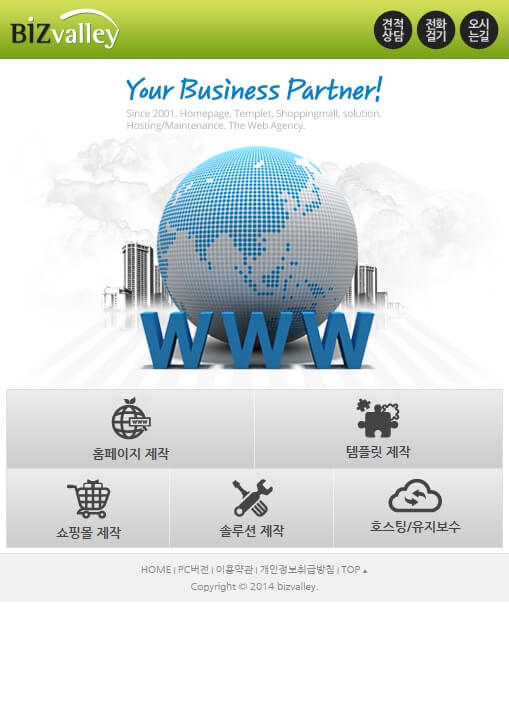 BIZvalley
견적
상담
전화
걸기
오시
는길
Your Business Partner!
Since 2001. Homepage, Templet, Shoppingmall, solution,
Hosting/Maintenance. The Web Agency.
WWW
WWW
홈페이지 제작
템플릿 제작
쇼핑몰 제작
솔루션 제작
호스팅/유지보수
HOME | PC버전 | 이용약관 | 개인정보취급방침 | TOP ▲
Copyright © 2014 bizvalley.